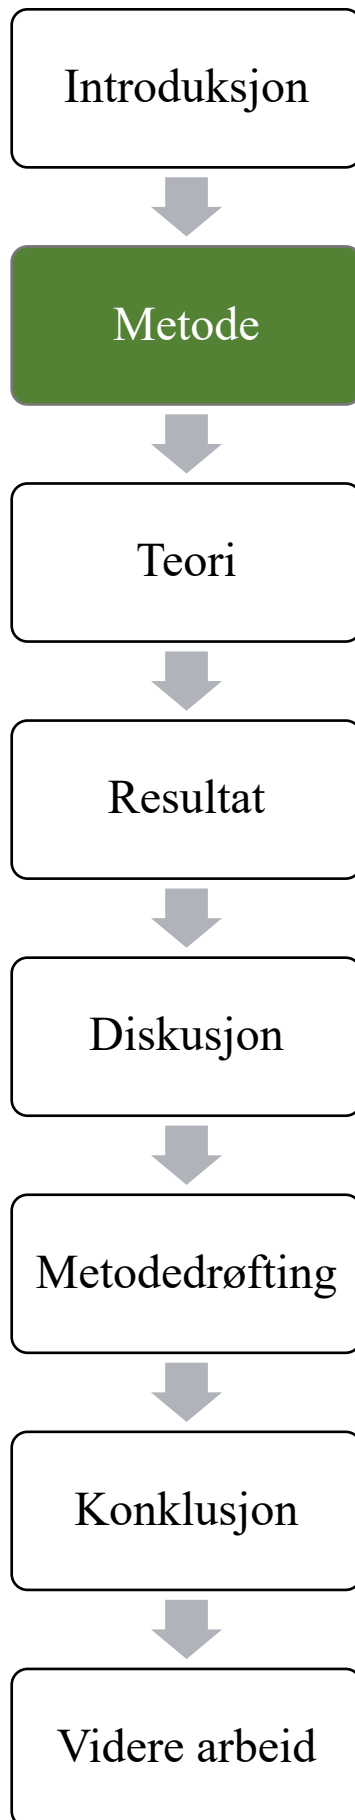 Introduksjon
Metode
Teori
Resultat
Diskusjon
Metodedrøfting
Konklusjon
Videre arbeid